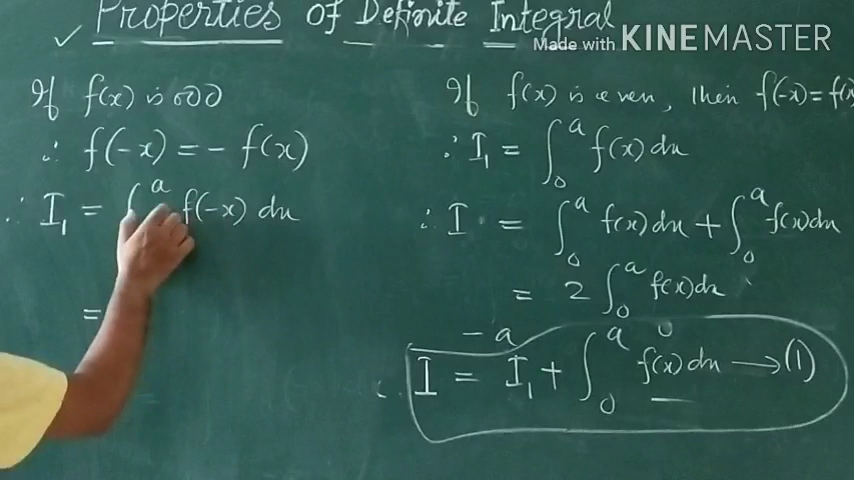 ✓ Properties of Definite Integral
Made with KINEMASTER
If f(x) is odd
∴ f(-x) = - f(x)
∴ I₁ = ∫ᵃ f(-x) dx
=
If f(x) is even, then f(-x) = f(x)
∵ I₁ = ∫₀ᵃ f(x) dx
∴ I = ∫₀ᵃ f(x) dx + ∫₀ᵃ f(x) dx
= 2 ∫₀ᵃ f(x) dx
-a 0
∴ I = I₁ + ∫₀ᵃ f(x) dx → (1)